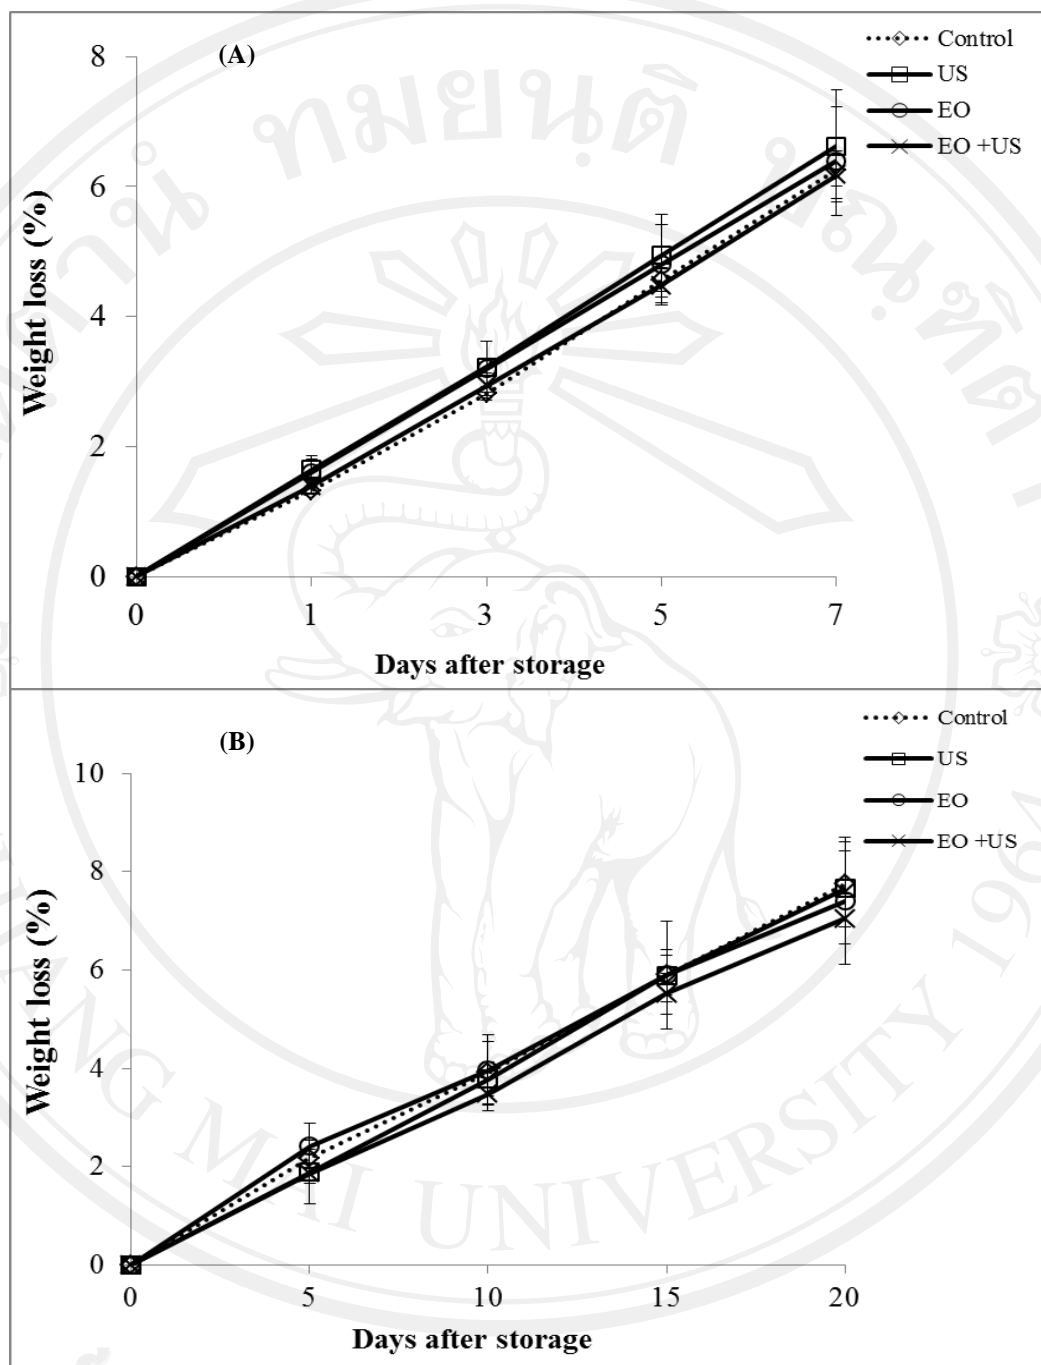 (A)
Control
US
EO
EO +US
8
6
4
2
0
Weight loss (%)
0 1 3 5 7
Days after storage
(B)
Control
US
EO
EO +US
10
8
6
4
2
0
Weight loss (%)
0 5 10 15 20
Days after storage
MAI UNIVERSITY 1964